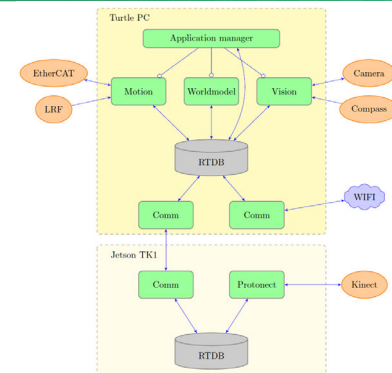 Turtle PC
Application manager
EtherCAT
Camera
Motion
Worldmodel
Vision
LRF
Compass
RTDB
WIFI
Comm
Comm
Jetson TK1
Comm
Protonect
Kinect
RTDB